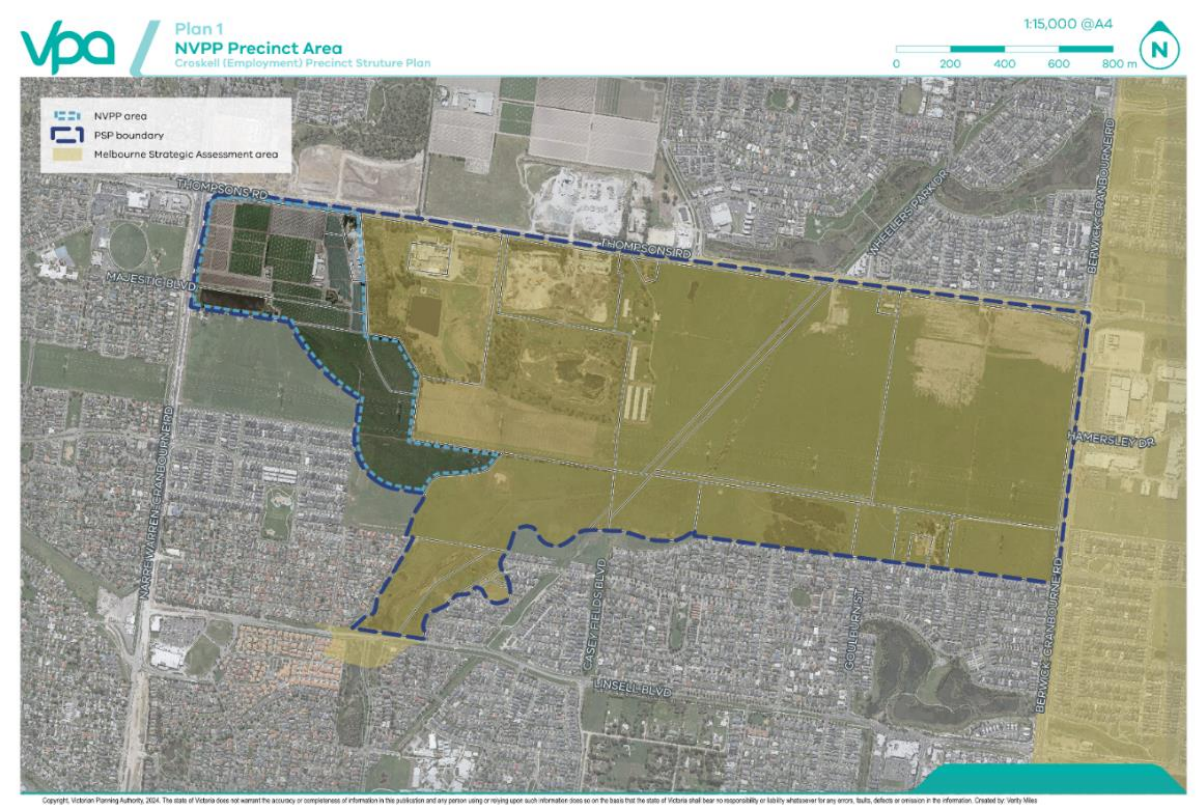 vpa
Plan 1
NVPP Precinct Area
Croskell (Employment) Precinct Struture Plan
1:15,000 @A4
0 200 400 600 800 m
N
NVPP area
PSP boundary
Melbourne Strategic Assessment area
THOMPSONS RD
MAJESTIC BLVD
NARRE WARREN CRANBOURNE RD
THOMPSONS RD
WHEELERS PARK DR
BERWICK-CRANBOURNE RD
HAMERSLEY DR
CASEY FIELDS BLVD
GOULBURN ST
BERWICK CRANBOURNE RD
LINSELL BLVD
Copyright, Victorian Planning Authority, 2024. The state of Victoria does not warrant the accuracy or completeness of information in this publication and any person using or relying upon such information does so on the basis that the state of Victoria shall bear no responsibility or liability whatsoever for any errors, faults, defects or omission in the information. Created by: Verity Miles